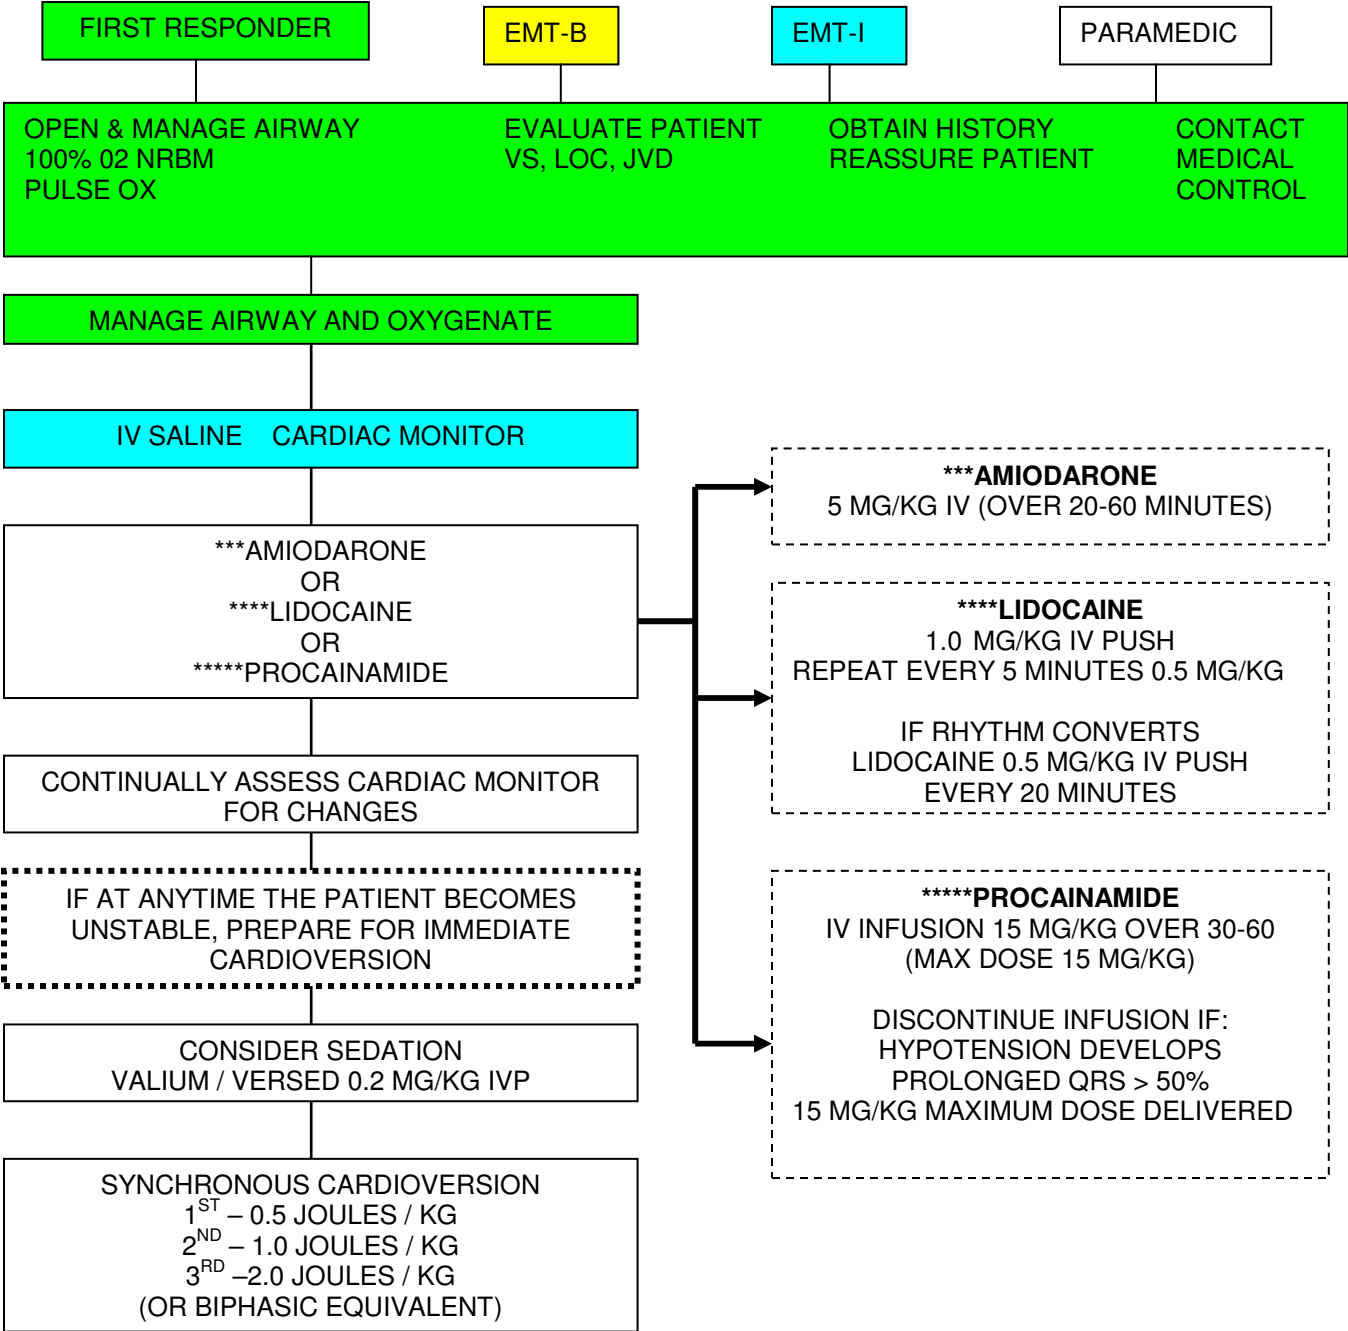 FIRST RESPONDER
EMT-B
EMT-I
PARAMEDIC
OPEN & MANAGE AIRWAY
100% 02 NRBM
PULSE OX
EVALUATE PATIENT
VS, LOC, JVD
OBTAIN HISTORY
REASSURE PATIENT
CONTACT
MEDICAL
CONTROL
MANAGE AIRWAY AND OXYGENATE
IV SALINE CARDIAC MONITOR
***AMIODARONE
OR
****LIDOCAINE
OR
*****PROCAINAMIDE
***AMIODARONE
5 MG/KG IV (OVER 20-60 MINUTES)
****LIDOCAINE
1.0 MG/KG IV PUSH
REPEAT EVERY 5 MINUTES 0.5 MG/KG
IF RHYTHM CONVERTS
LIDOCAINE 0.5 MG/KG IV PUSH
EVERY 20 MINUTES
*****PROCAINAMIDE
IV INFUSION 15 MG/KG OVER 30-60
(MAX DOSE 15 MG/KG)
DISCONTINUE INFUSION IF:
HYPOTENSION DEVELOPS
PROLONGED QRS > 50%
15 MG/KG MAXIMUM DOSE DELIVERED
CONTINUALLY ASSESS CARDIAC MONITOR
FOR CHANGES
IF AT ANYTIME THE PATIENT BECOMES
UNSTABLE, PREPARE FOR IMMEDIATE
CARDIOVERSION
CONSIDER SEDATION
VALIUM / VERSED 0.2 MG/KG IVP
SYNCHRONOUS CARDIOVERSION
1ST – 0.5 JOULES / KG
2ND – 1.0 JOULES / KG
3RD –2.0 JOULES / KG
(OR BIPHASIC EQUIVALENT)